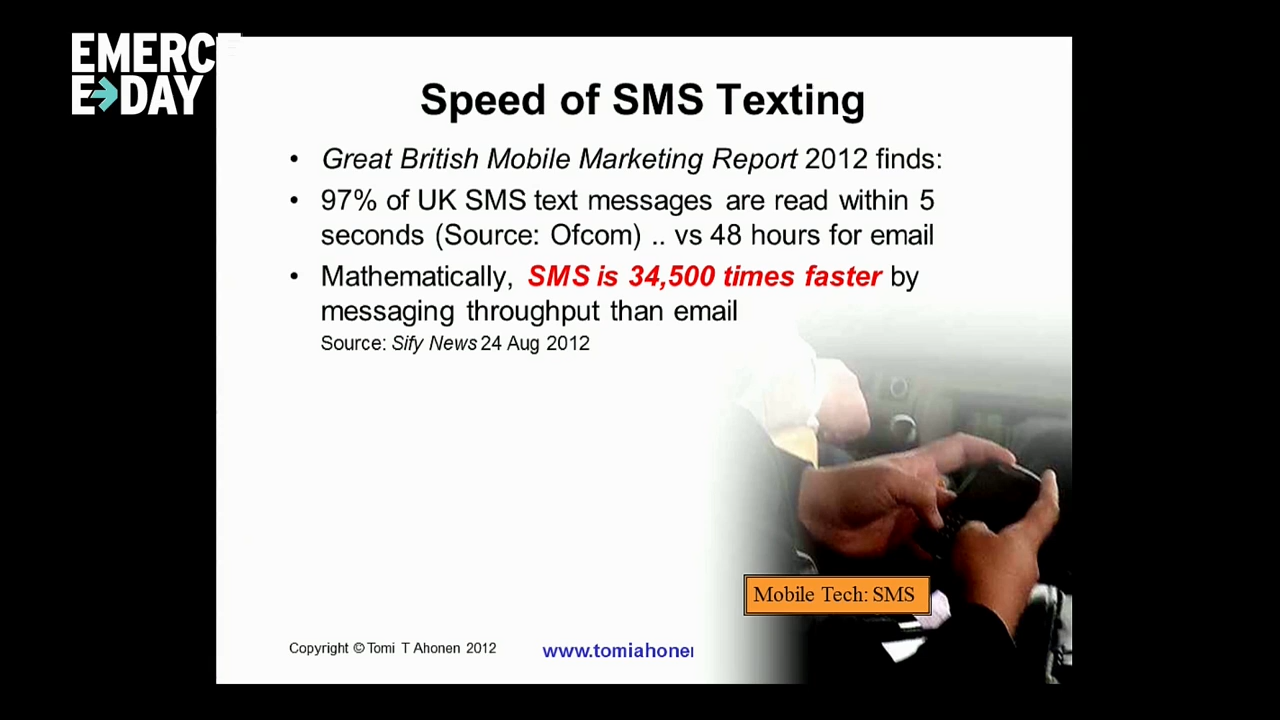 EMERCE
E→DAY
Speed of SMS Texting
• Great British Mobile Marketing Report 2012 finds:
• 97% of UK SMS text messages are read within 5
seconds (Source: Ofcom) .. vs 48 hours for email
• Mathematically, SMS is 34,500 times faster by
messaging throughput than email
Source: Sify News 24 Aug 2012
Mobile Tech: SMS
Copyright © Tomi T Ahonen 2012
www.tomiahonen